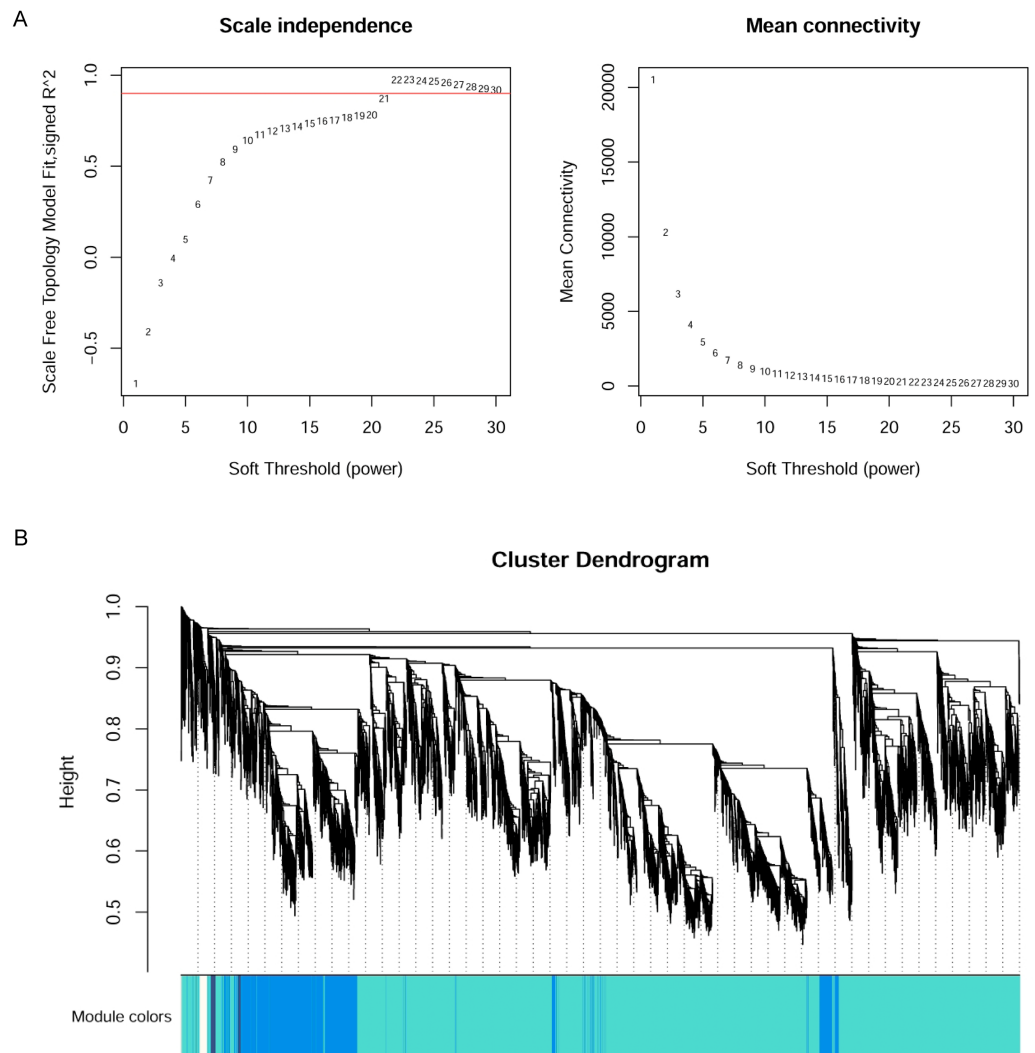 A
Scale independence
Mean connectivity
Scale Free Topology Model Fit,signed R^2
1.0
0.5
0.0
−0.5
1 2 3 4 5 6 7 8 9 10 11 12 13 14 15 16 17 18 19 20 21 22 23 24 25 26 27 28 29 30
0 5 10 15 20 25 30
Soft Threshold (power)
Mean Connectivity
20000
15000
10000
5000
0
1 2 3 4 5 6 7 8 9 10 11 12 13 14 15 16 17 18 19 20 21 22 23 24 25 26 27 28 29 30
0 5 10 15 20 25 30
Soft Threshold (power)
B
Cluster Dendrogram
Height
1.0
0.9
0.8
0.7
0.6
0.5
Module colors